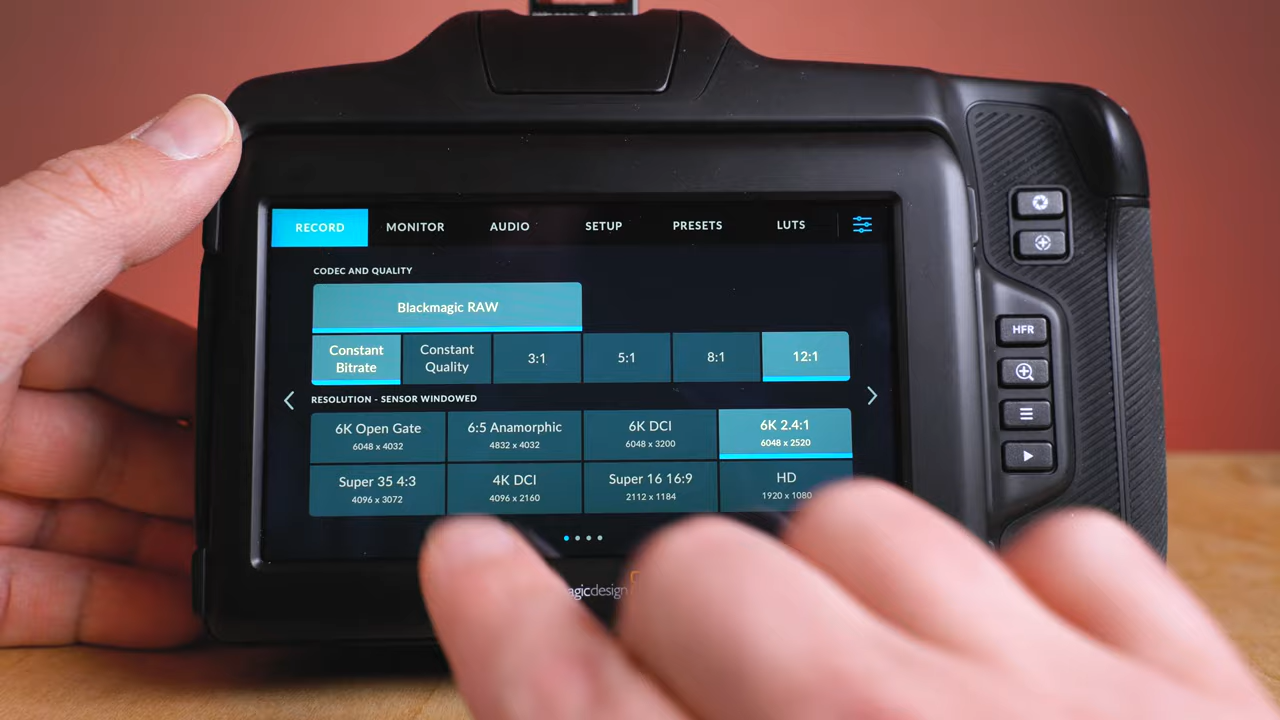 RECORD
MONITOR
AUDIO
SETUP
PRESETS
LUTS
CODEC AND QUALITY
Blackmagic RAW
Constant
Bitrate
Constant
Quality
3:1
5:1
8:1
12:1
RESOLUTION - SENSOR WINDOWED
6K Open Gate
6048 x 4032
6:5 Anamorphic
4832 x 4032
6K DCI
6048 x 3200
6K 2.4:1
6048 x 2520
Super 35 4:3
4096 x 3072
4K DCI
4096 x 2160
Super 16 16:9
2112 x 1184
HD
1920 x 1080
HFR
agicdesign